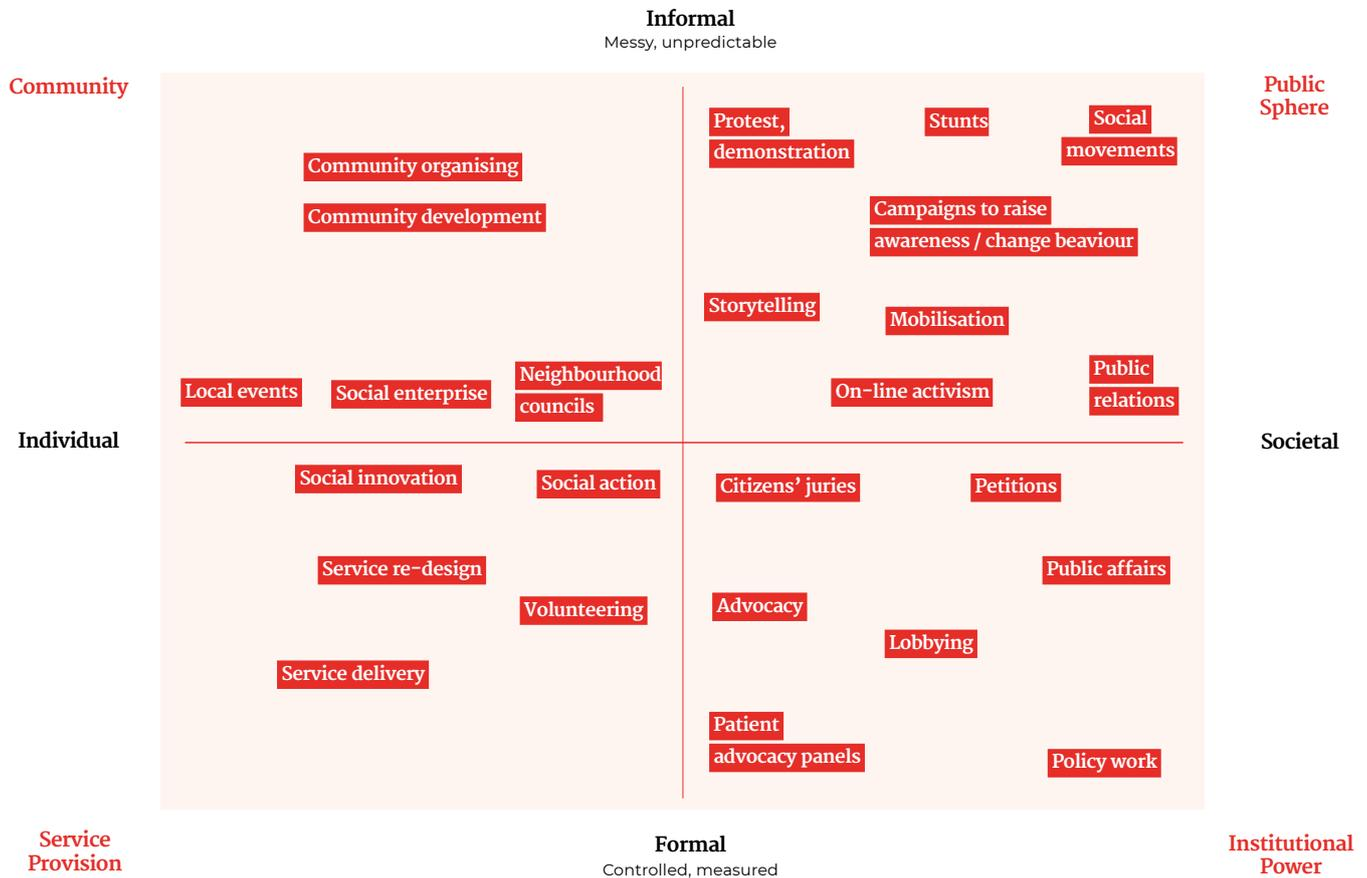 Informal
Messy, unpredictable
Community
Public
Sphere
Protest,
demonstration
Stunts
Social
movements
Community organising
Community development
Campaigns to raise
awareness / change beaviour
Storytelling
Mobilisation
Local events
Social enterprise
Neighbourhood
councils
On-line activism
Public
relations
Individual
Societal
Social innovation
Social action
Citizens’ juries
Petitions
Service re-design
Public affairs
Volunteering
Advocacy
Lobbying
Service delivery
Patient
advocacy panels
Policy work
Service
Provision
Formal
Controlled, measured
Institutional
Power